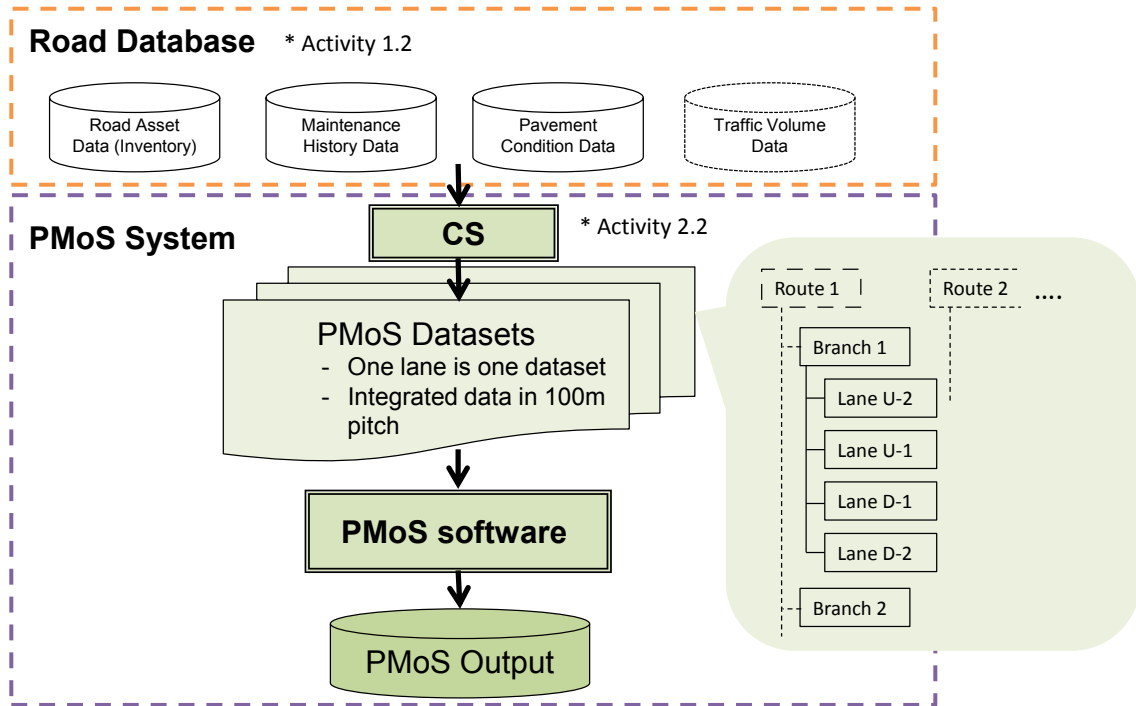 Road Database
* Activity 1.2
Road Asset
Data (Inventory)
Maintenance
History Data
Pavement
Condition Data
Traffic Volume
Data
PMoS System
CS
* Activity 2.2
PMoS Datasets
- One lane is one dataset
- Integrated data in 100m
pitch
PMoS software
PMoS Output
Route 1
Route 2
....
Branch 1
Lane U-2
Lane U-1
Lane D-1
Lane D-2
Branch 2